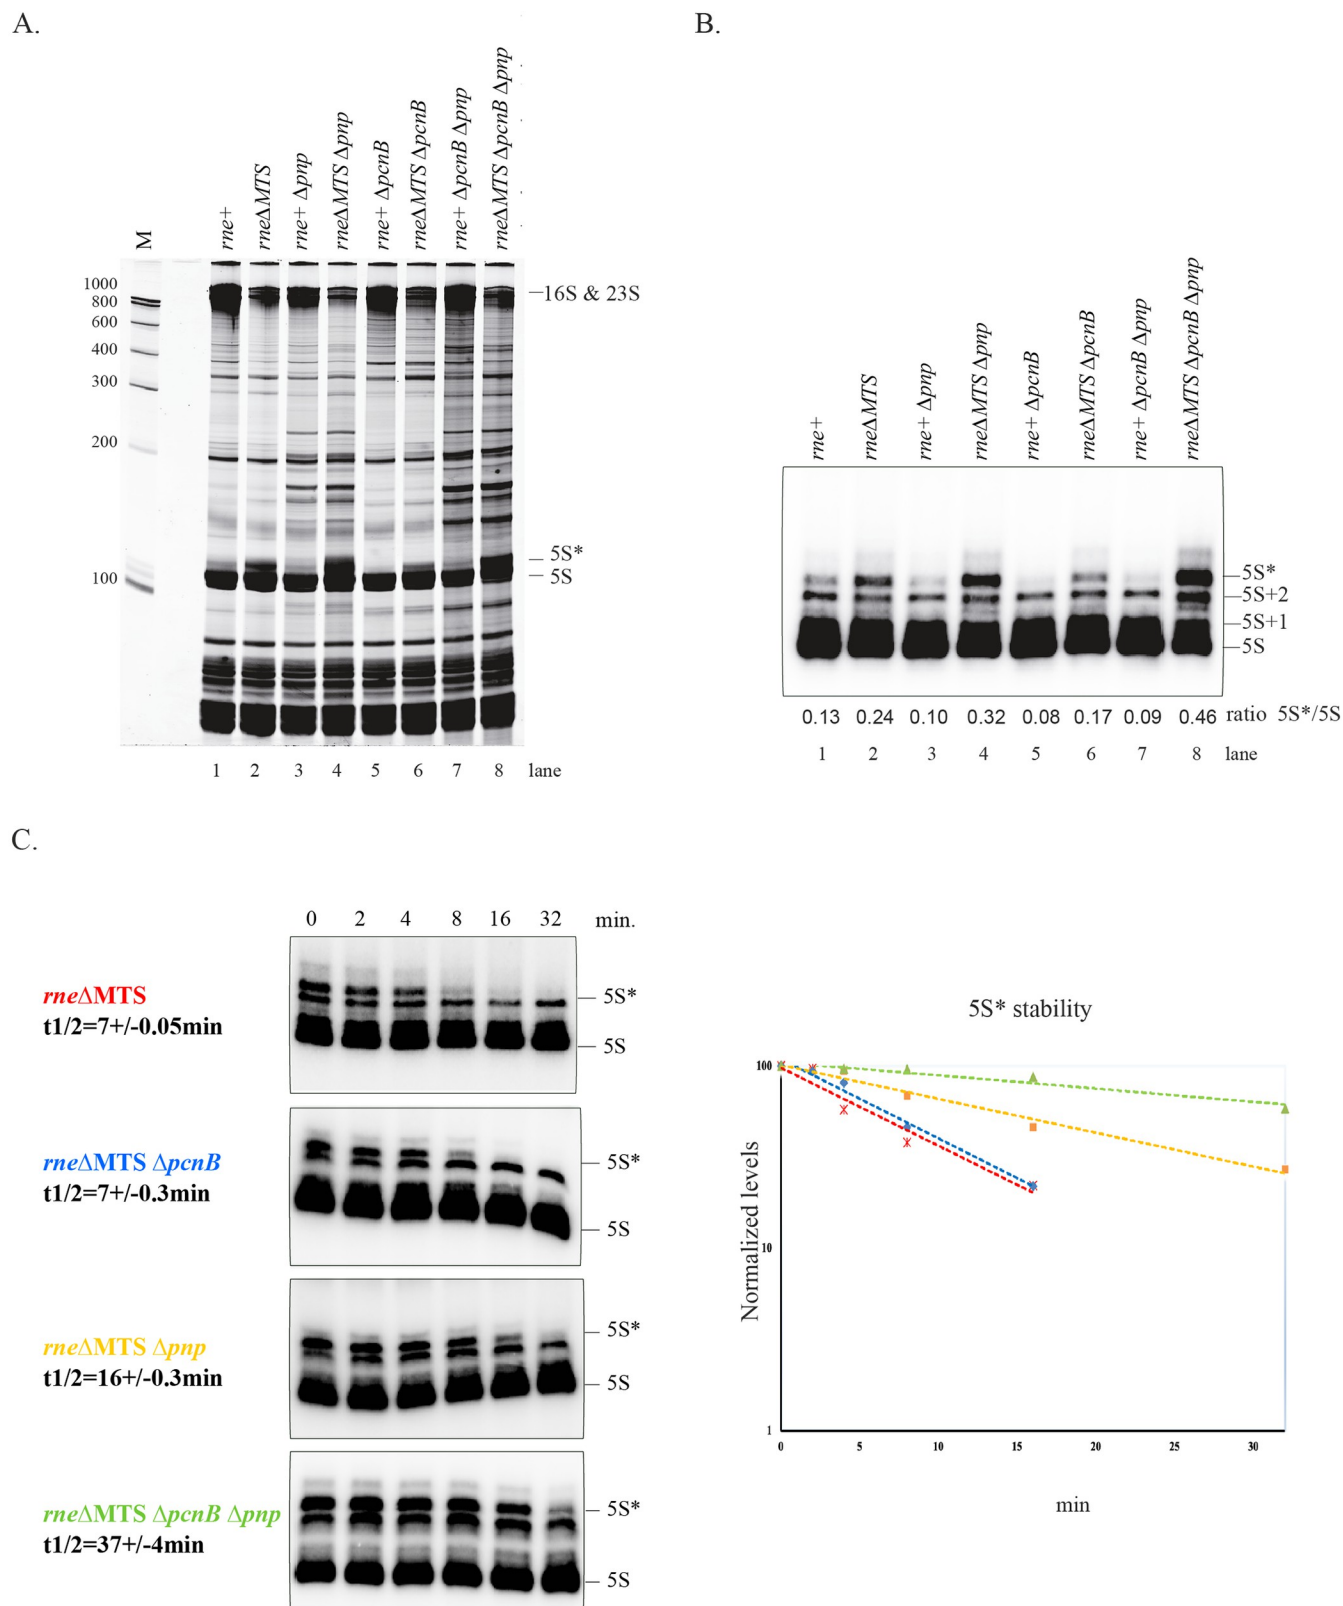 A.
M
rne+
rneΔMTS
rne+ Δpnp
rneΔMTS Δpnp
rne+ ΔpcnB
rneΔMTS ΔpcnB
rne+ ΔpcnB Δpnp
rneΔMTS ΔpcnB Δpnp
1000
800
600
400
300
200
100
16S & 23S
5S*
5S
1 2 3 4 5 6 7 8 lane
B.
rne+
rneΔMTS
rne+ Δpnp
rneΔMTS Δpnp
rne+ ΔpcnB
rneΔMTS ΔpcnB
rne+ ΔpcnB Δpnp
rneΔMTS ΔpcnB Δpnp
5S*
5S+2
5S+1
5S
0.13 0.24 0.10 0.32 0.08 0.17 0.09 0.46 ratio 5S*/5S
1 2 3 4 5 6 7 8 lane
C.
0 2 4 8 16 32 min.
rneΔMTS
t1/2=7+/-0.05min
5S*
5S
rneΔMTS ΔpcnB
t1/2=7+/-0.3min
5S*
5S
rneΔMTS Δpnp
t1/2=16+/-0.3min
5S*
5S
rneΔMTS ΔpcnB Δpnp
t1/2=37+/-4min
5S*
5S
5S* stability
Normalized levels
100
10
1
0 5 10 15 20 25 30
min